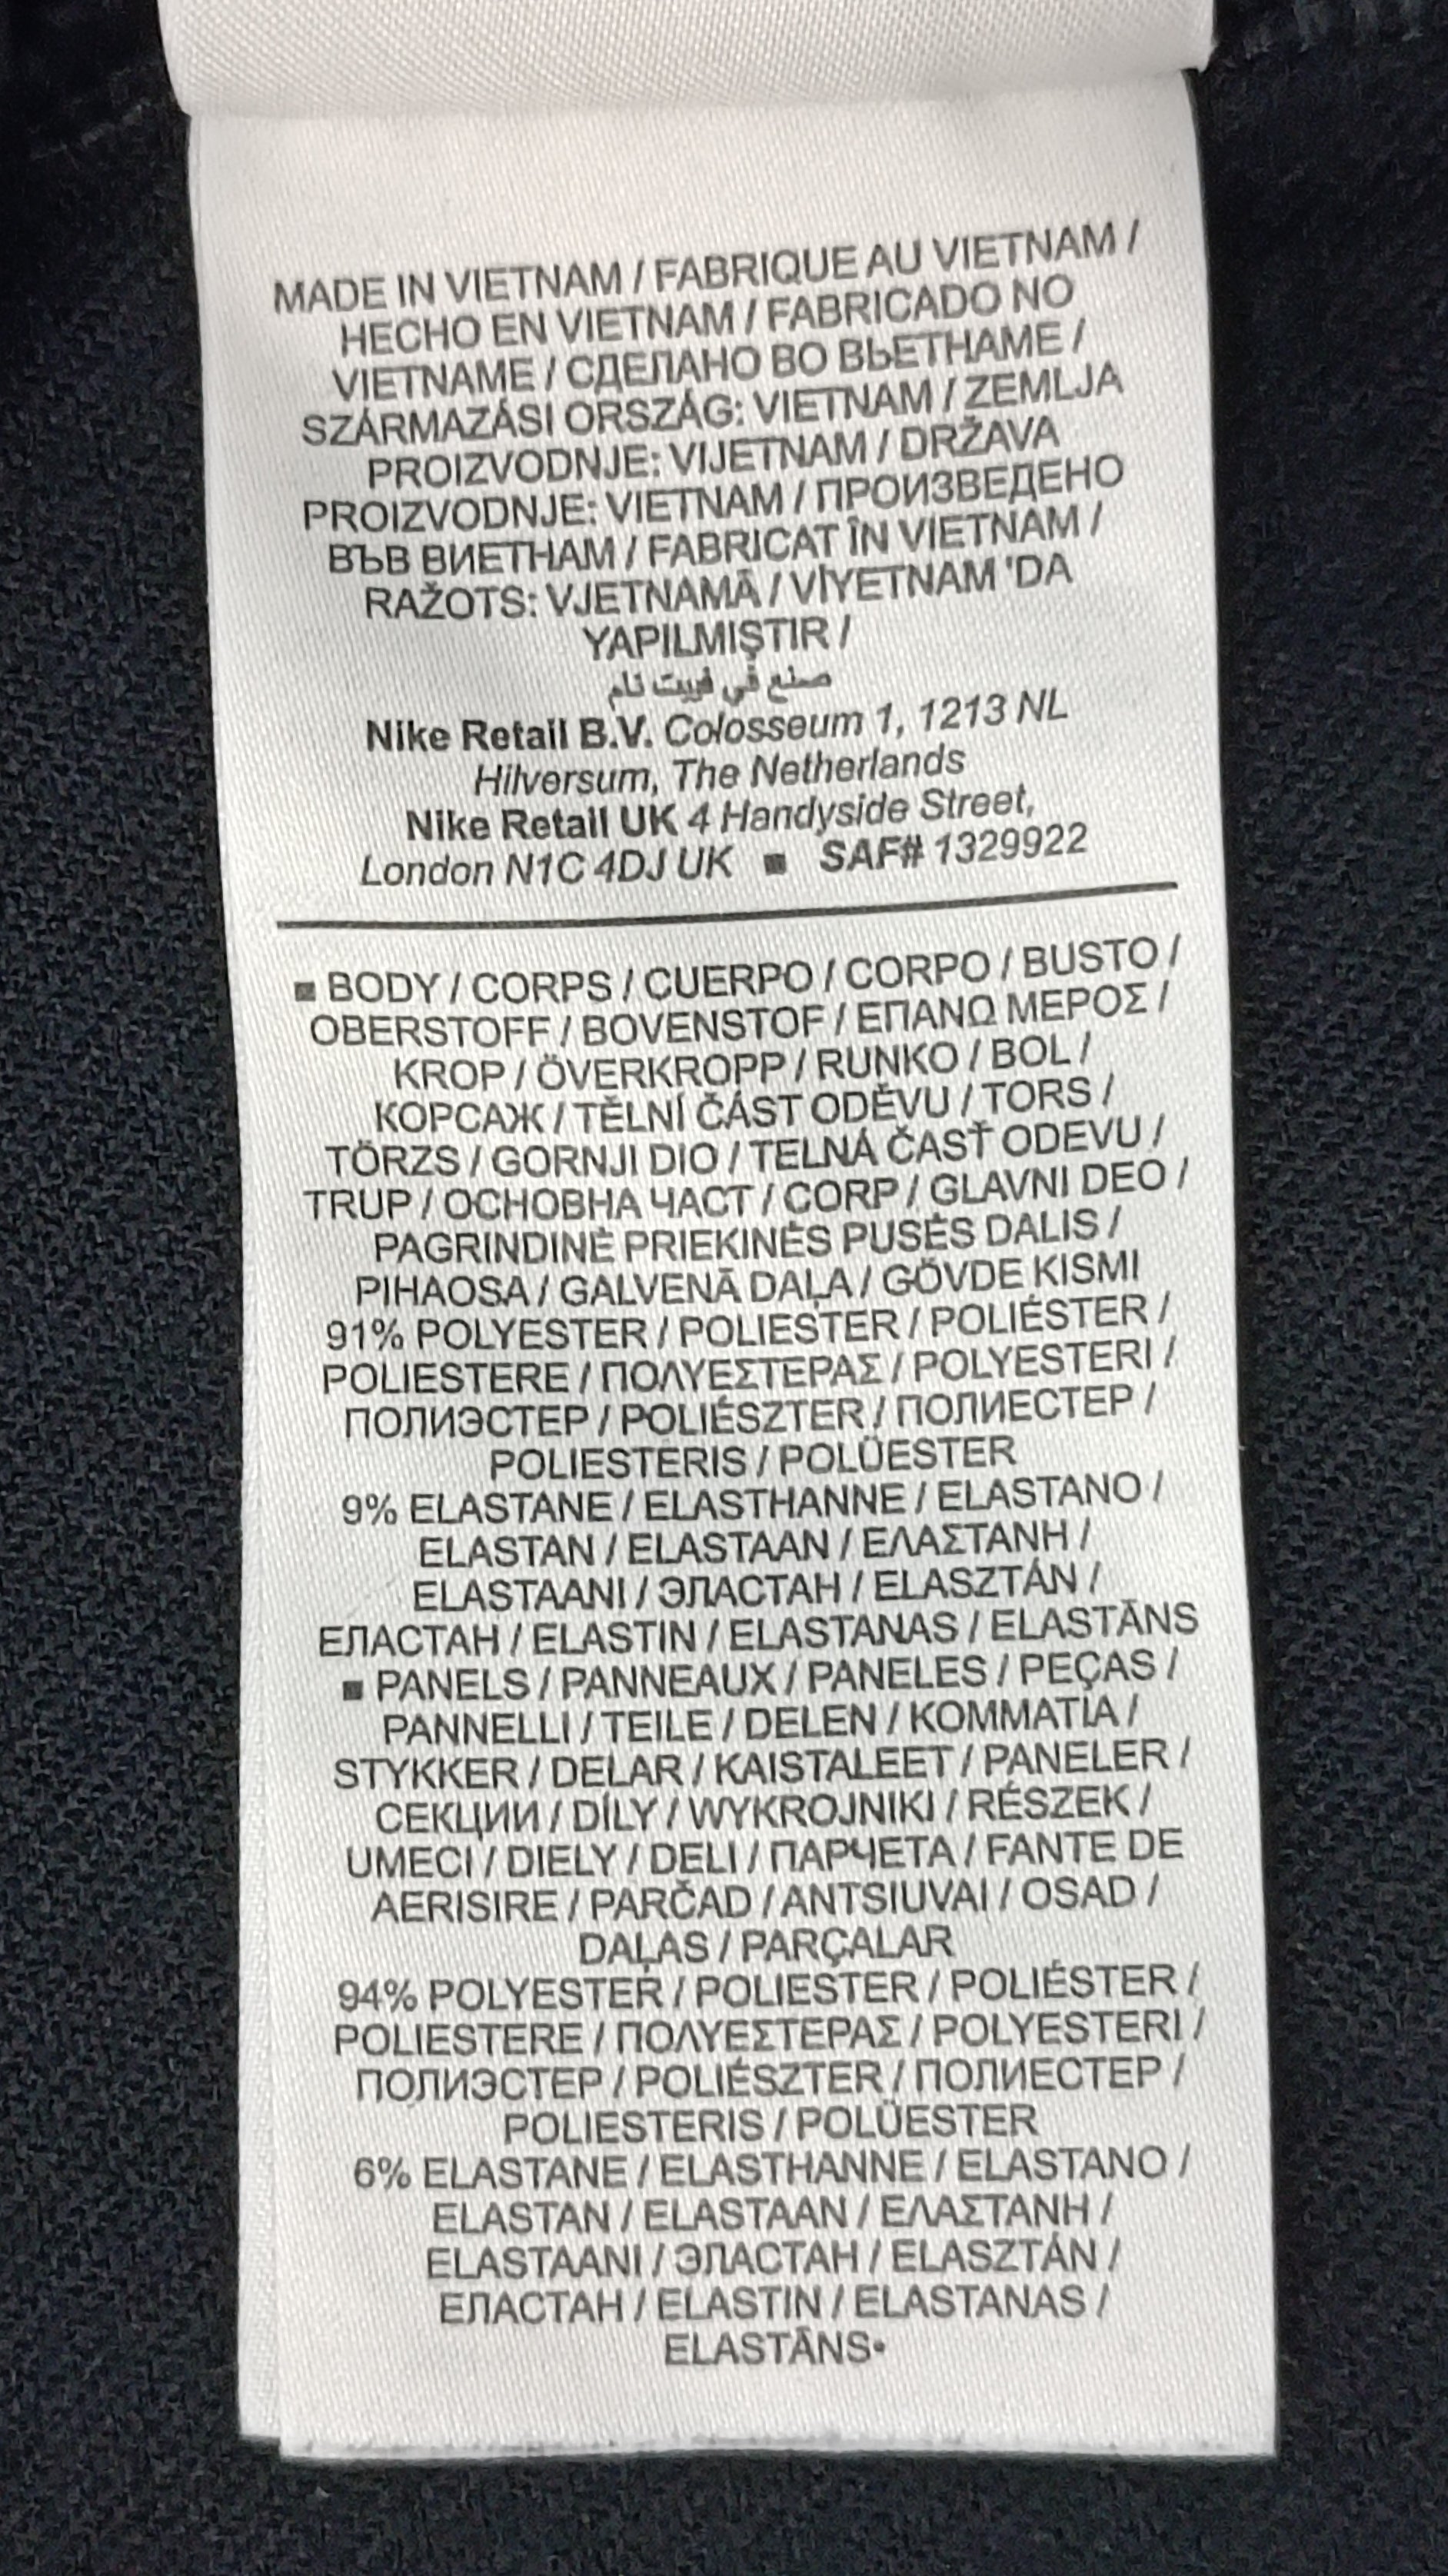 MADE IN VIETNAM / FABRIQUE AU VIETNAM /
HECHO EN VIETNAM / FABRICADO NO
VIETNAME / СДЕЛАНО ВО ВЬЕТНАМЕ /
SZÁRMAZÁSI ORSZÁG: VIETNAM / ZEMLJA
PROIZVODNJE: VIJETNAM / DRŽAVA
PROIZVODNJE: VIETNAM / ПРОИЗВЕДЕНО
ВЪВ ВИЕТНАМ / FABRICAT ÎN VIETNAM /
RAŽOTS: VJETNAMĀ / VİYETNAM 'DA
YAPILMIŞTIR /
صنع في فييت نام
Nike Retail B.V. Colosseum 1, 1213 NL
Hilversum, The Netherlands
Nike Retail UK 4 Handyside Street,
London N1C 4DJ UK ■ SAF# 1329922
■ BODY / CORPS / CUERPO / CORPO / BUSTO /
OBERSTOFF / BOVENSTOF / ΕΠΑΝΩ ΜΕΡΟΣ /
KROP / ÖVERKROPP / RUNKO / BOL /
КОРСАЖ / TĚLNÍ ČÁST ODĚVU / TORS /
TÖRZS / GORNJI DIO / TELNÁ ČASŤ ODEVU /
TRUP / ОСНОВНА ЧАСТ / CORP / GLAVNI DEO /
PAGRINDINĖ PRIEKINĖS PUSĖS DALIS /
PIHAOSA / GALVENĀ DAĻA / GÖVDE KISMI
91% POLYESTER / POLIESTER / POLIÉSTER /
POLIESTERE / ΠΟΛΥΕΣΤΕΡΑΣ / POLYESTERI /
ПОЛИЭСТЕР / POLIÉSZTER / ПОЛИЕСТЕР /
POLIESTERIS / POLÜESTER
9% ELASTANE / ELASTHANNE / ELASTANO /
ELASTAN / ELASTAAN / ΕΛΑΣΤΑΝΗ /
ELASTAANI / ЭЛАСТАН / ELASZTÁN /
ЕЛАСТАН / ELASTIN / ELASTANAS / ELASTĀNS
■ PANELS / PANNEAUX / PANELES / PEÇAS /
PANNELLI / TEILE / DELEN / ΚΟΜΜΑΤΙΑ /
STYKKER / DELAR / KAISTALEET / PANELER /
СЕКЦИИ / DÍLY / WYKROJNIKI / RÉSZEK /
UMECI / DIELY / DELI / ПАРЧЕТА / FANTE DE
AERISIRE / PARČAD / ANTSIUVAI / OSAD /
DAĻAS / PARÇALAR
94% POLYESTER / POLIESTER / POLIÉSTER /
POLIESTERE / ΠΟΛΥΕΣΤΕΡΑΣ / POLYESTERI /
ПОЛИЭСТЕР / POLIÉSZTER / ПОЛИЕСТЕР /
POLIESTERIS / POLÜESTER
6% ELASTANE / ELASTHANNE / ELASTANO /
ELASTAN / ELASTAAN / ΕΛΑΣΤΑΝΗ /
ELASTAANI / ЭЛАСТАН / ELASZTÁN /
ЕЛАСТАН / ELASTIN / ELASTANAS /
ELASTĀNS•